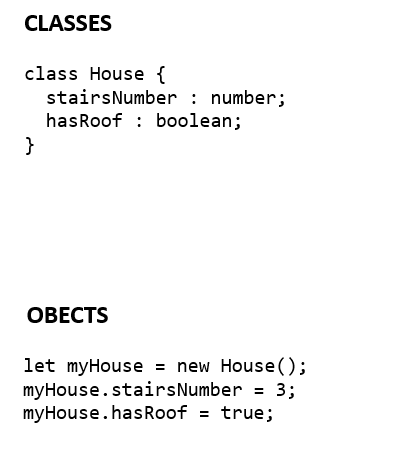 CLASSES
class House {
stairsNumber : number;
hasRoof : boolean;
}
OBECTS
let myHouse = new House();
myHouse.stairsNumber = 3;
myHouse.hasRoof = true;